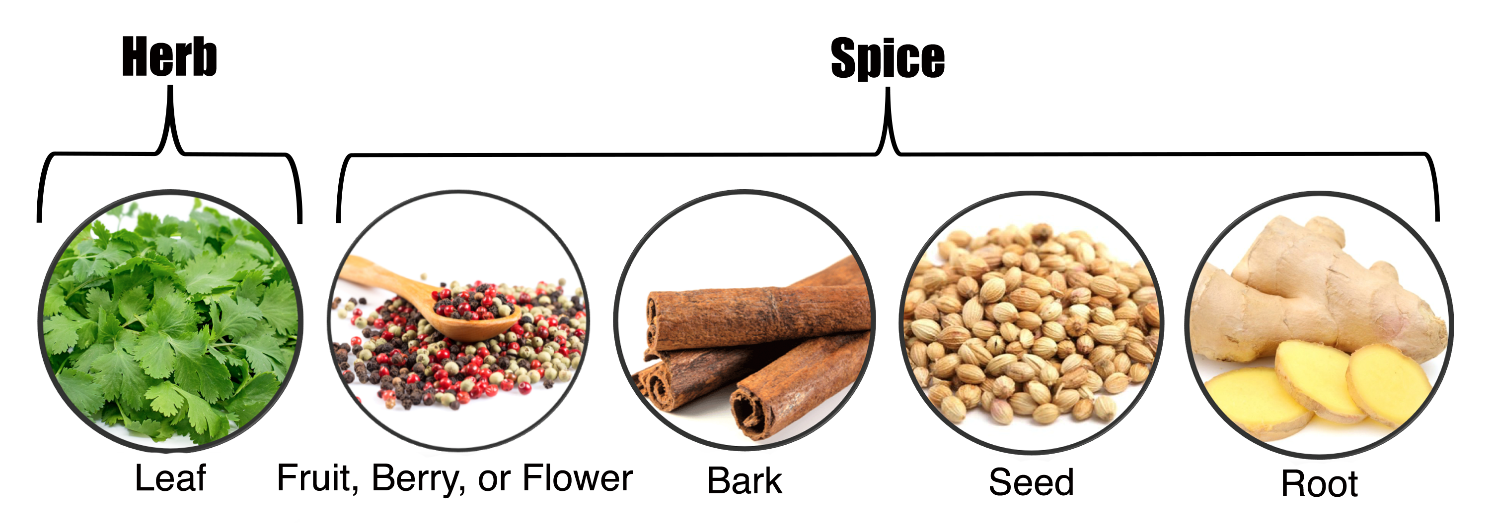 Herb
Spice
Leaf
Fruit, Berry, or Flower
Bark
Seed
Root